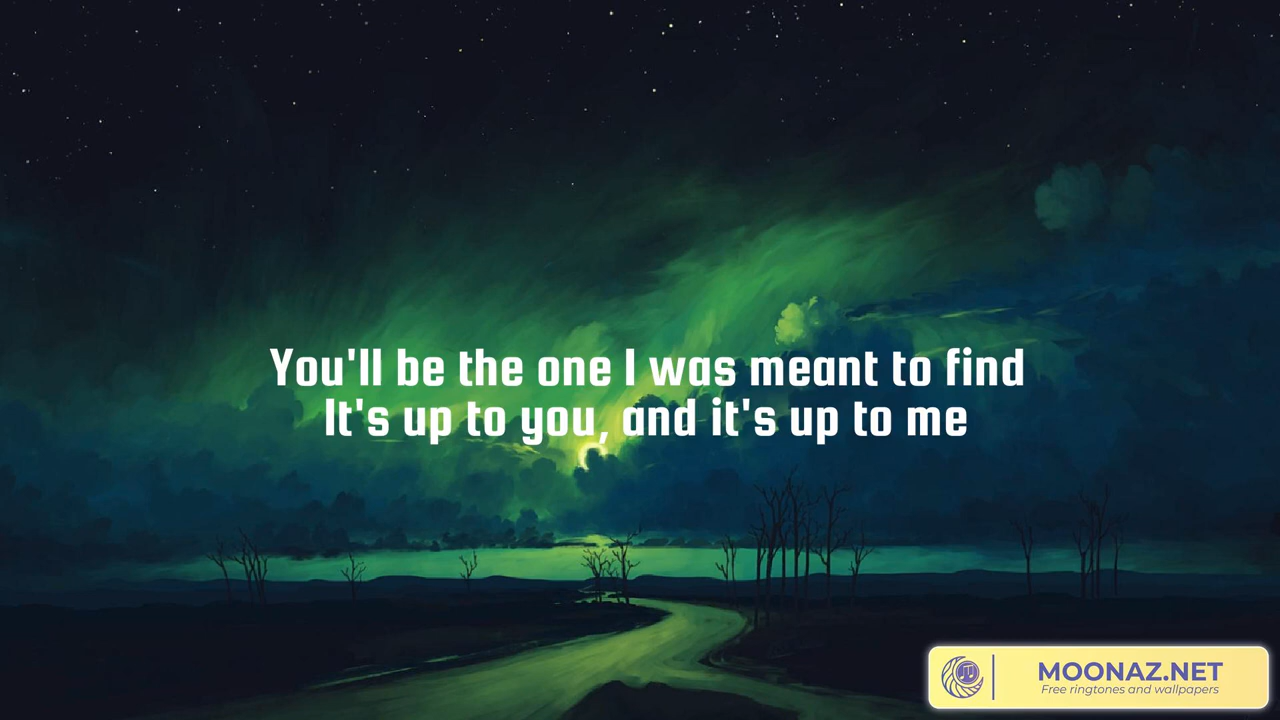 You'll be the one I was meant to find
It's up to you, and it's up to me
MOONAZ.NET
Free ringtones and wallpapers